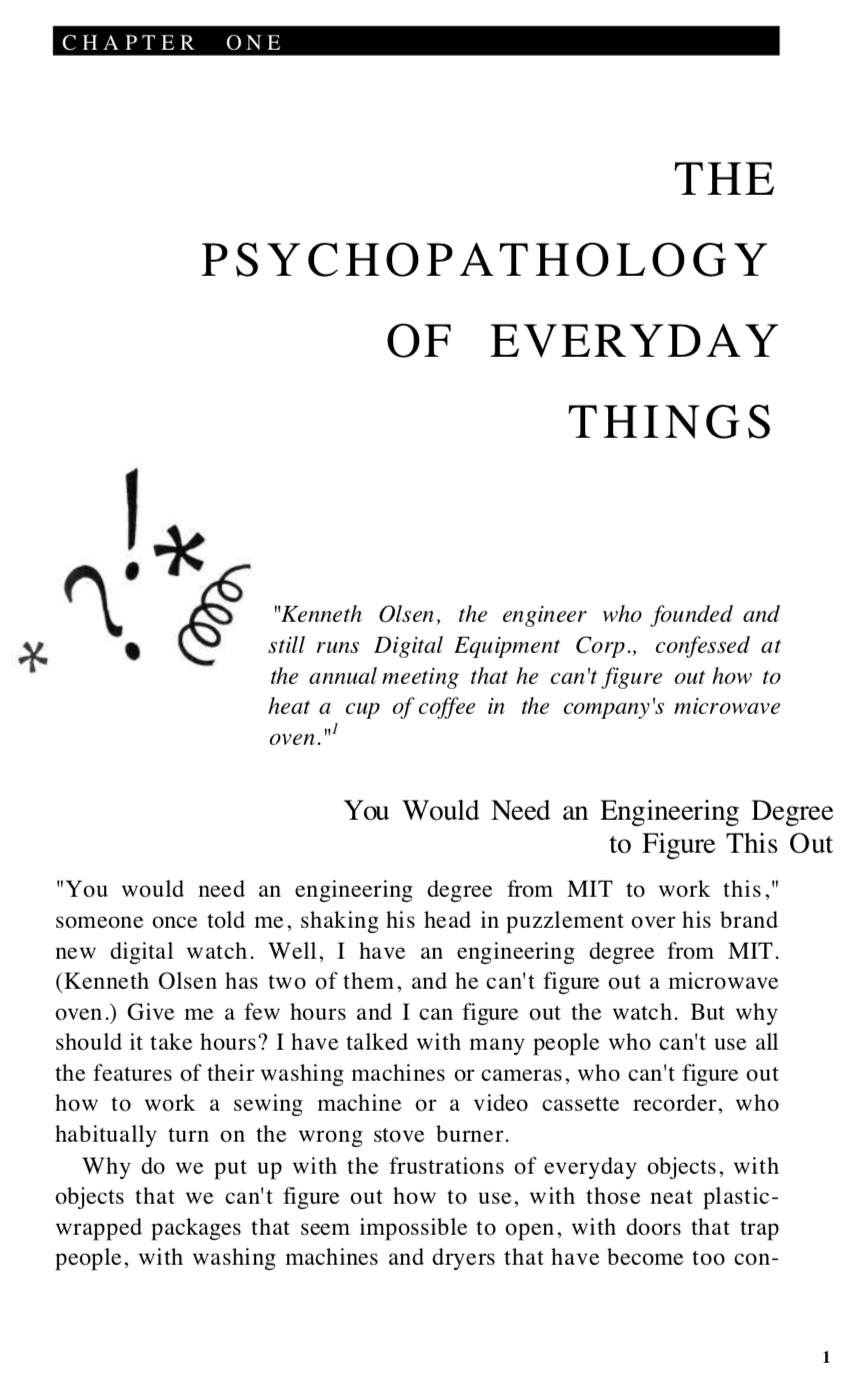 CHAPTER ONE
THE
PSYCHOPATHOLOGY
OF EVERYDAY
THINGS
"Kenneth Olsen, the engineer who founded and
still runs Digital Equipment Corp., confessed at
the annual meeting that he can't figure out how to
heat a cup of coffee in the company's microwave
oven."1
You Would Need an Engineering Degree
to Figure This Out
"You would need an engineering degree from MIT to work this,"
someone once told me, shaking his head in puzzlement over his brand
new digital watch. Well, I have an engineering degree from MIT.
(Kenneth Olsen has two of them, and he can't figure out a microwave
oven.) Give me a few hours and I can figure out the watch. But why
should it take hours? I have talked with many people who can't use all
the features of their washing machines or cameras, who can't figure out
how to work a sewing machine or a video cassette recorder, who
habitually turn on the wrong stove burner.
Why do we put up with the frustrations of everyday objects, with
objects that we can't figure out how to use, with those neat plastic-
wrapped packages that seem impossible to open, with doors that trap
people, with washing machines and dryers that have become too con-
1